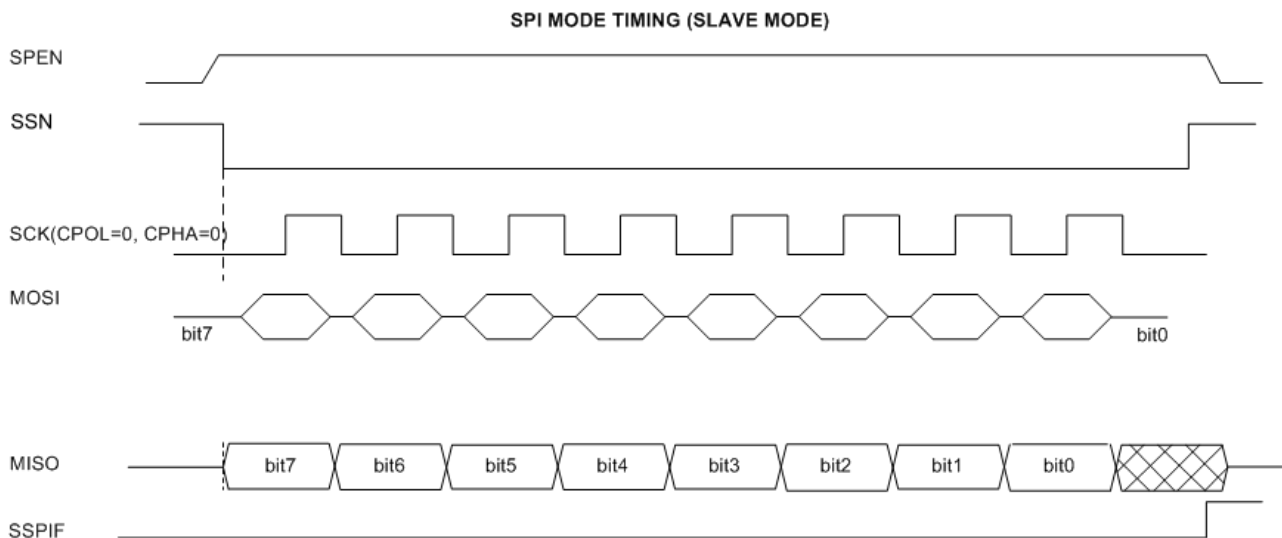 SPI MODE TIMING (SLAVE MODE)
SPEN
SSN
SCK(CPOL=0, CPHA=0)
MOSI
bit7
bit0
MISO
bit7 bit6 bit5 bit4 bit3 bit2 bit1 bit0
SSPIF